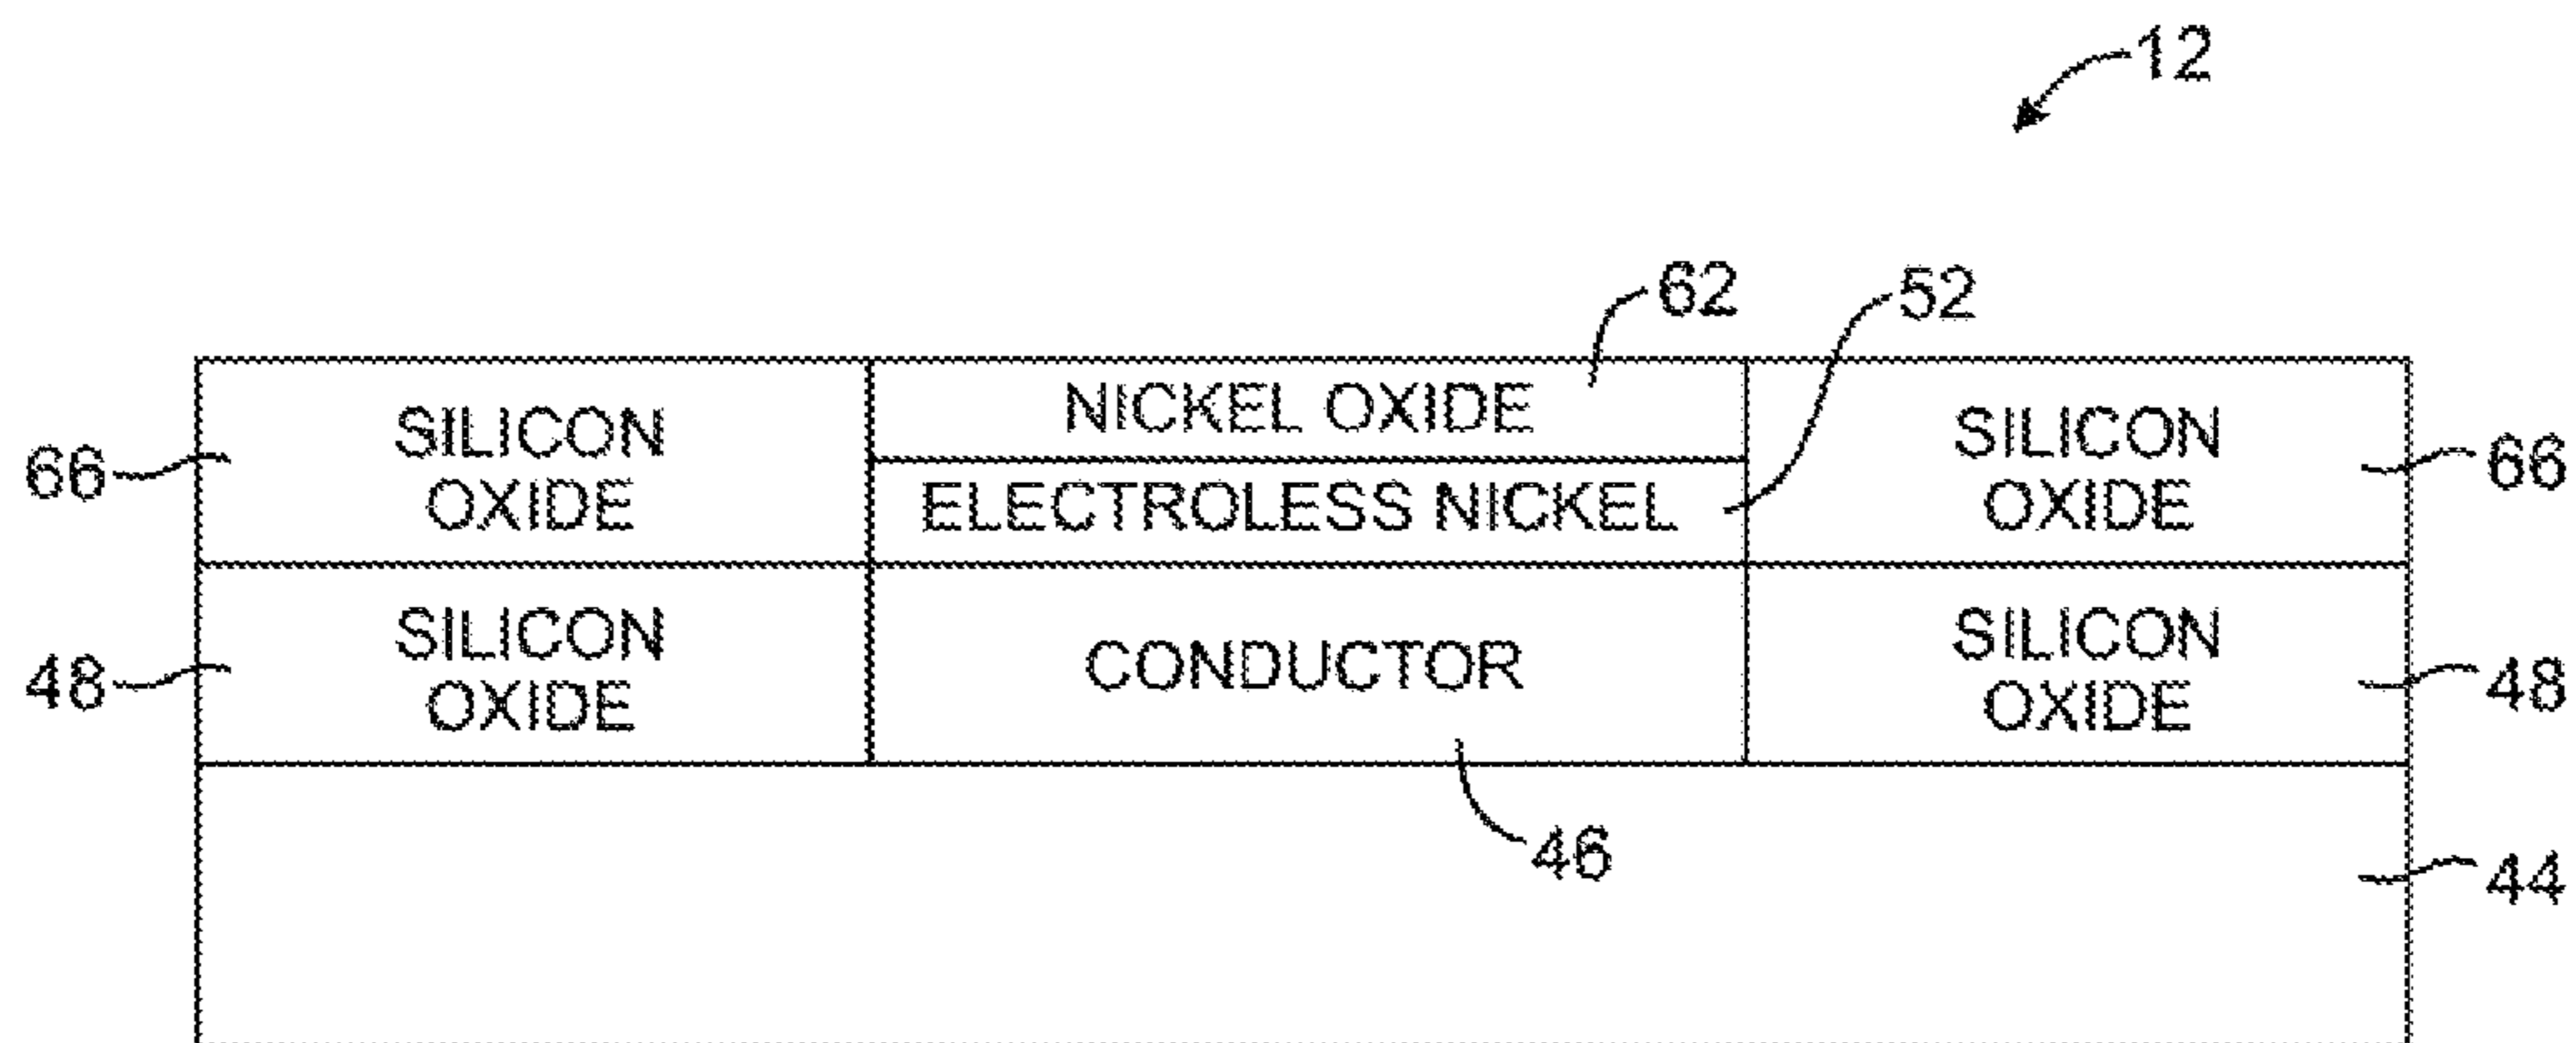 12
62
52
NICKEL OXIDE
SILICON
OXIDE
SILICON
OXIDE
66
66
ELECTROLESS NICKEL
SILICON
OXIDE
CONDUCTOR
SILICON
OXIDE
48
48
46
44